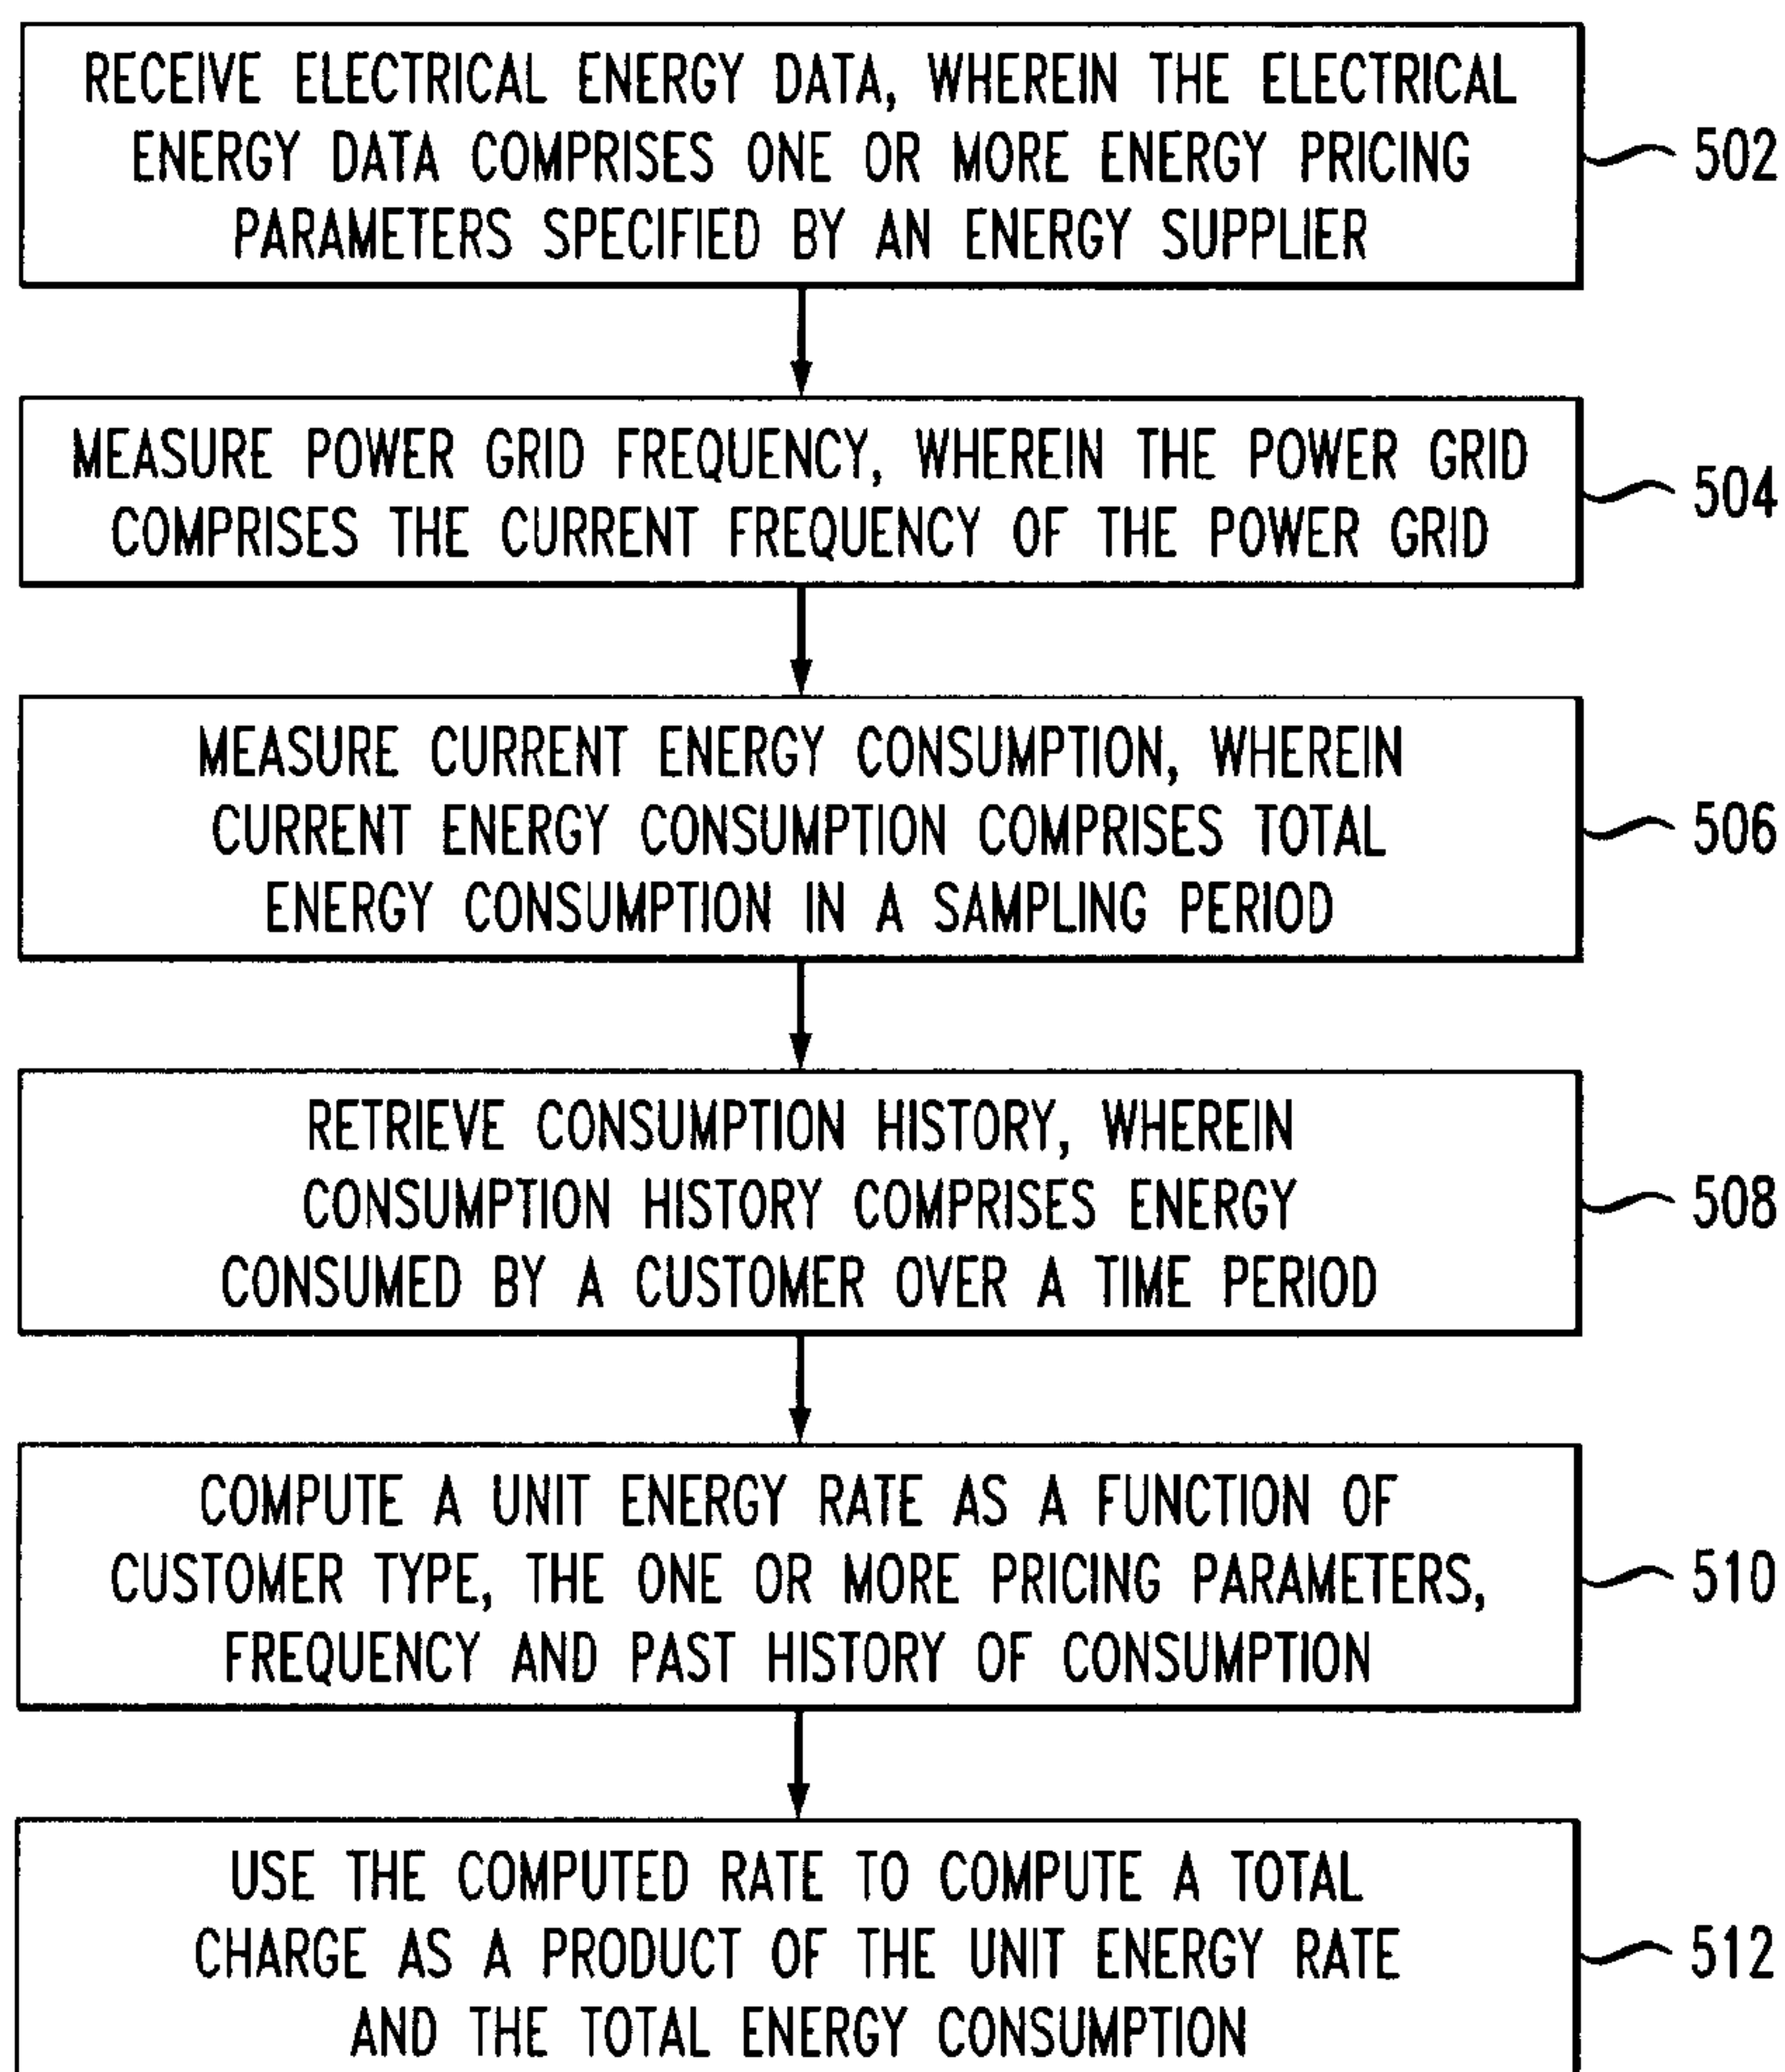 RECEIVE ELECTRICAL ENERGY DATA, WHEREIN THE ELECTRICAL
ENERGY DATA COMPRISES ONE OR MORE ENERGY PRICING
PARAMETERS SPECIFIED BY AN ENERGY SUPPLIER
502
MEASURE POWER GRID FREQUENCY, WHEREIN THE POWER GRID
COMPRISES THE CURRENT FREQUENCY OF THE POWER GRID
504
MEASURE CURRENT ENERGY CONSUMPTION, WHEREIN
CURRENT ENERGY CONSUMPTION COMPRISES TOTAL
ENERGY CONSUMPTION IN A SAMPLING PERIOD
506
RETRIEVE CONSUMPTION HISTORY, WHEREIN
CONSUMPTION HISTORY COMPRISES ENERGY
CONSUMED BY A CUSTOMER OVER A TIME PERIOD
508
COMPUTE A UNIT ENERGY RATE AS A FUNCTION OF
CUSTOMER TYPE, THE ONE OR MORE PRICING PARAMETERS,
FREQUENCY AND PAST HISTORY OF CONSUMPTION
510
USE THE COMPUTED RATE TO COMPUTE A TOTAL
CHARGE AS A PRODUCT OF THE UNIT ENERGY RATE
AND THE TOTAL ENERGY CONSUMPTION
512